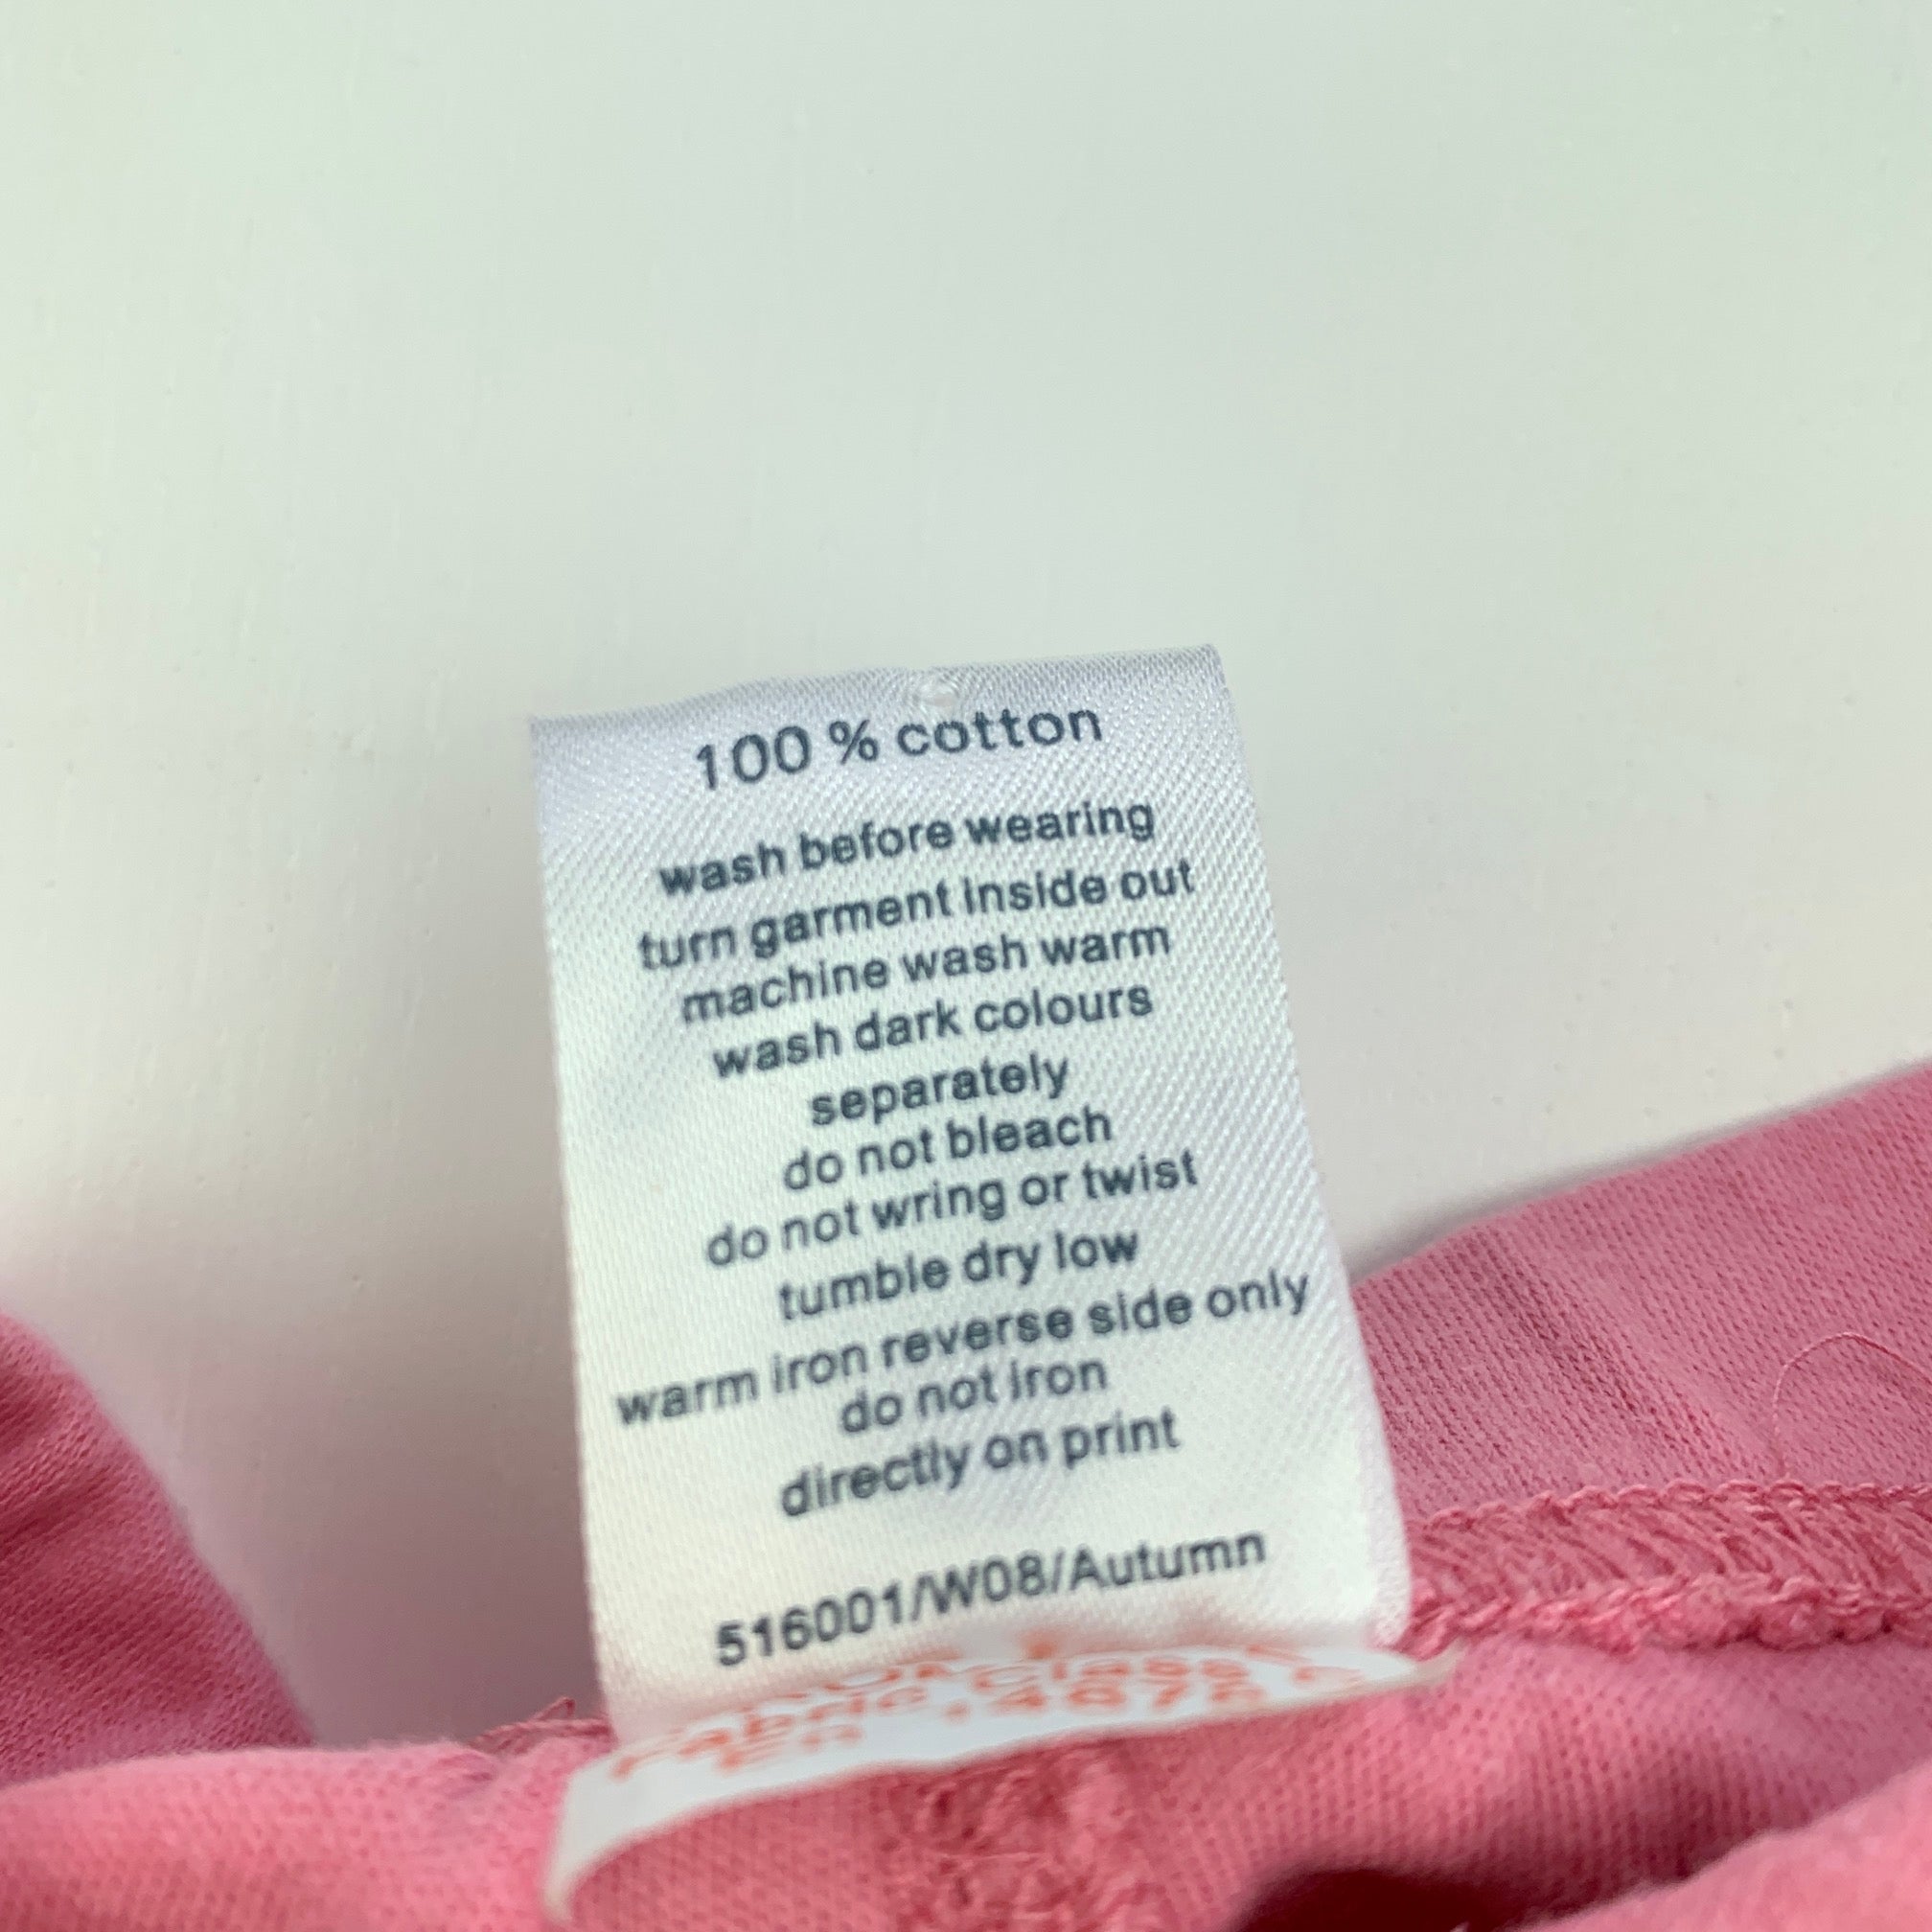 100 % cotton
wash before wearing
turn garment inside out
machine wash warm
wash dark colours
separately
do not bleach
do not wring or twist
tumble dry low
warm iron reverse side only
do not iron
directly on print
516001/W08/Autumn
Fabric Class